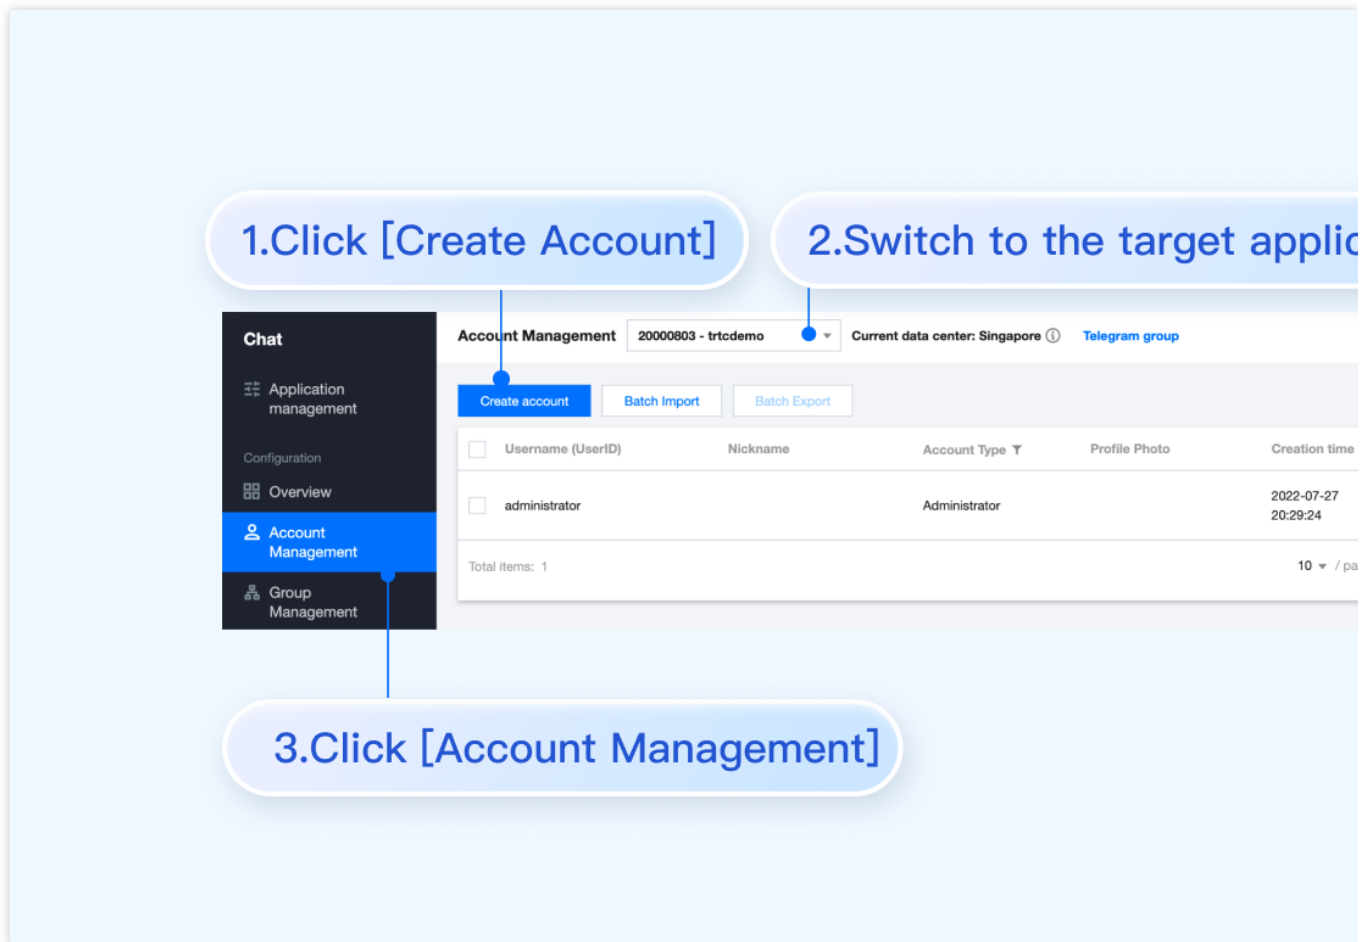 1.Click [Create Account]
2.Switch to the target applic
Chat
Application
management
Configuration
Overview
Account
Management
Group
Management
Account Management
20000803 - trtcdemo
Current data center: Singapore
Telegram group
Create account
Batch Import
Batch Export
Username (UserID)
Nickname
Account Type
Profile Photo
Creation time
administrator
Administrator
2022-07-27
20:29:24
Total items: 1
10
/ pa
3.Click [Account Management]